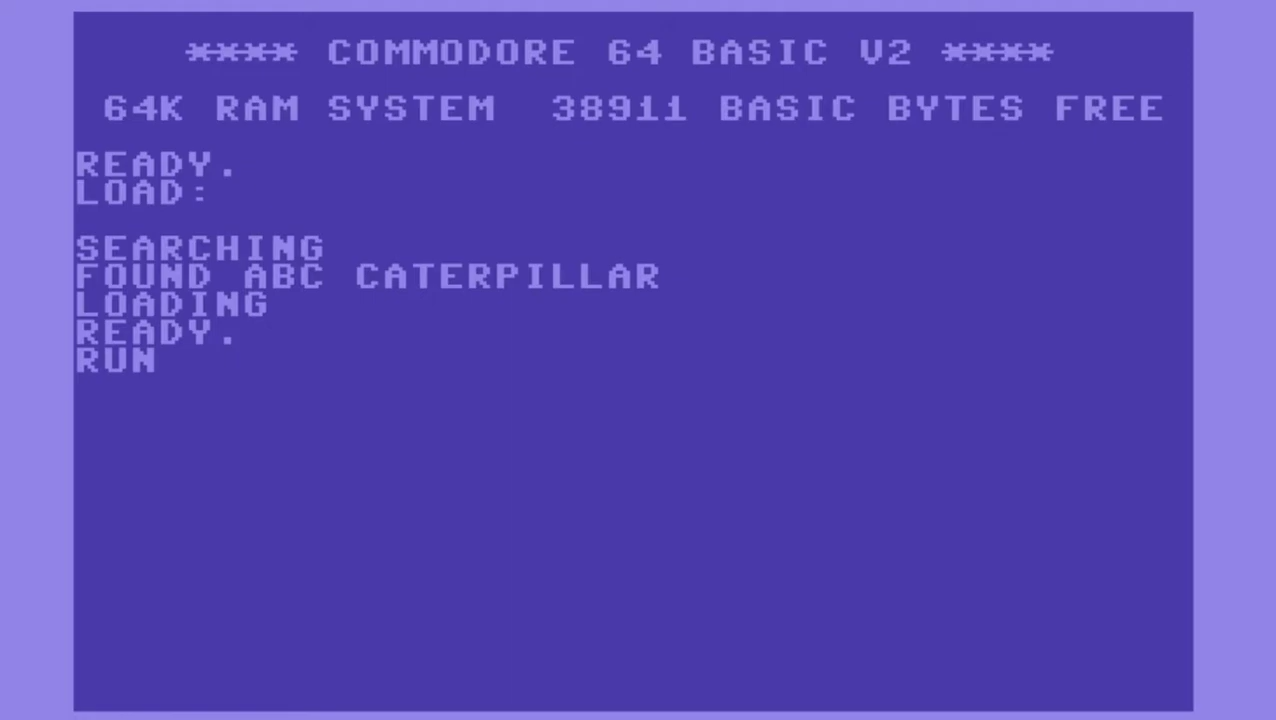 **** COMMODORE 64 BASIC V2 ****
64K RAM SYSTEM  38911 BASIC BYTES FREE
READY.
LOAD:
SEARCHING
FOUND ABC CATERPILLAR
LOADING
READY.
RUN